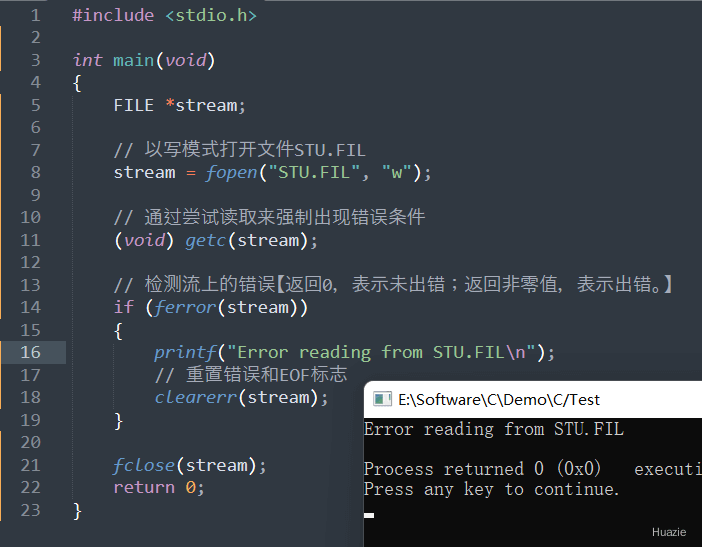 1 #include <stdio.h>
2
3 int main(void)
4 {
5     FILE *stream;
6
7     // 以写模式打开文件STU.FIL
8     stream = fopen("STU.FIL", "w");
9
10     // 通过尝试读取来强制出现错误条件
11     (void) getc(stream);
12
13     // 检测流上的错误【返回0，表示未出错；返回非零值，表示出错。】
14     if (ferror(stream))
15     {
16         printf("Error reading from STU.FIL\n");
17         // 重置错误和EOF标志
18         clearerr(stream);
19     }
20
21     fclose(stream);
22     return 0;
23 }
E:\Software\C\Demo\C/Test
Error reading from STU.FIL
Process returned 0 (0x0)   executi
Press any key to continue.
Huazie